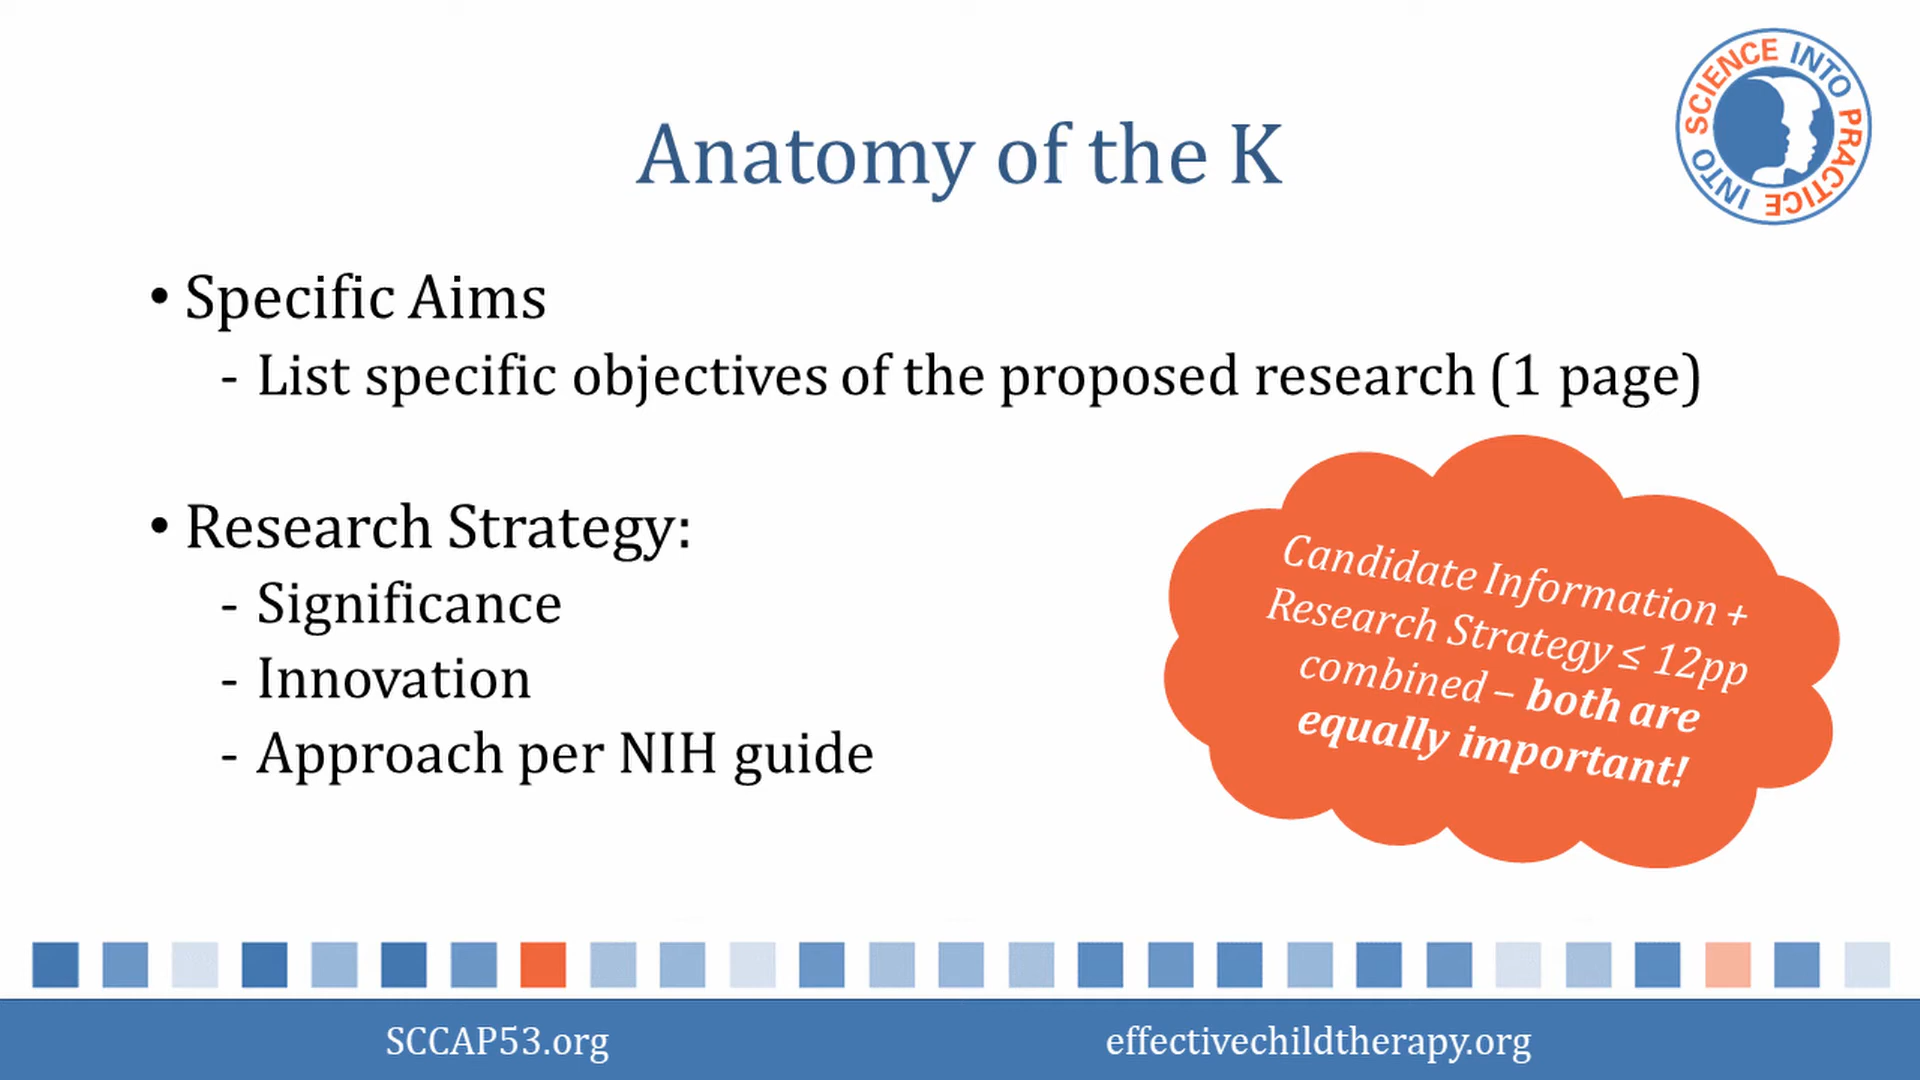 SCIENCE INTO PRACTICE INTO
Anatomy of the K
• Specific Aims
- List specific objectives of the proposed research (1 page)
• Research Strategy:
- Significance
- Innovation
- Approach per NIH guide
Candidate Information +
Research Strategy ≤ 12pp
combined – both are
equally important!
SCCAP53.org
effectivechildtherapy.org